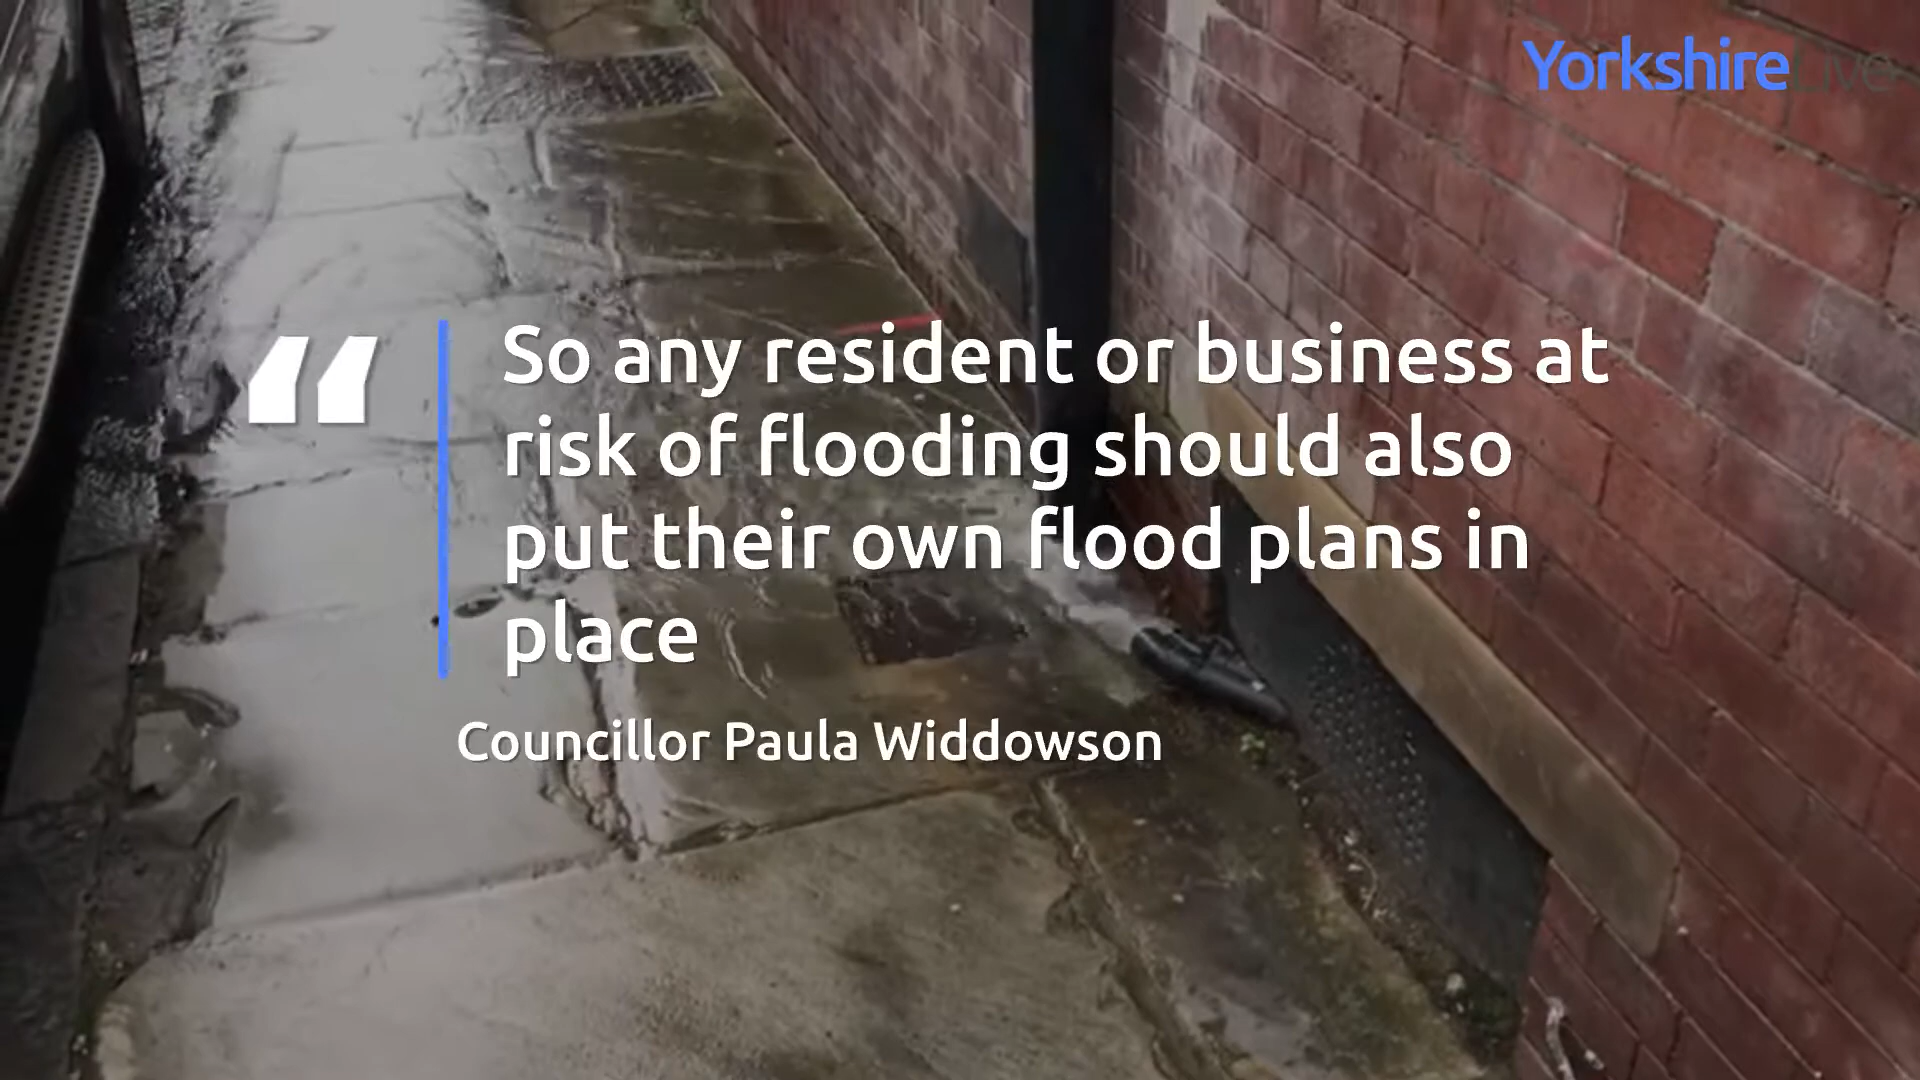 YorkshireLive
“
So any resident or business at
risk of flooding should also
put their own flood plans in
place
Councillor Paula Widdowson